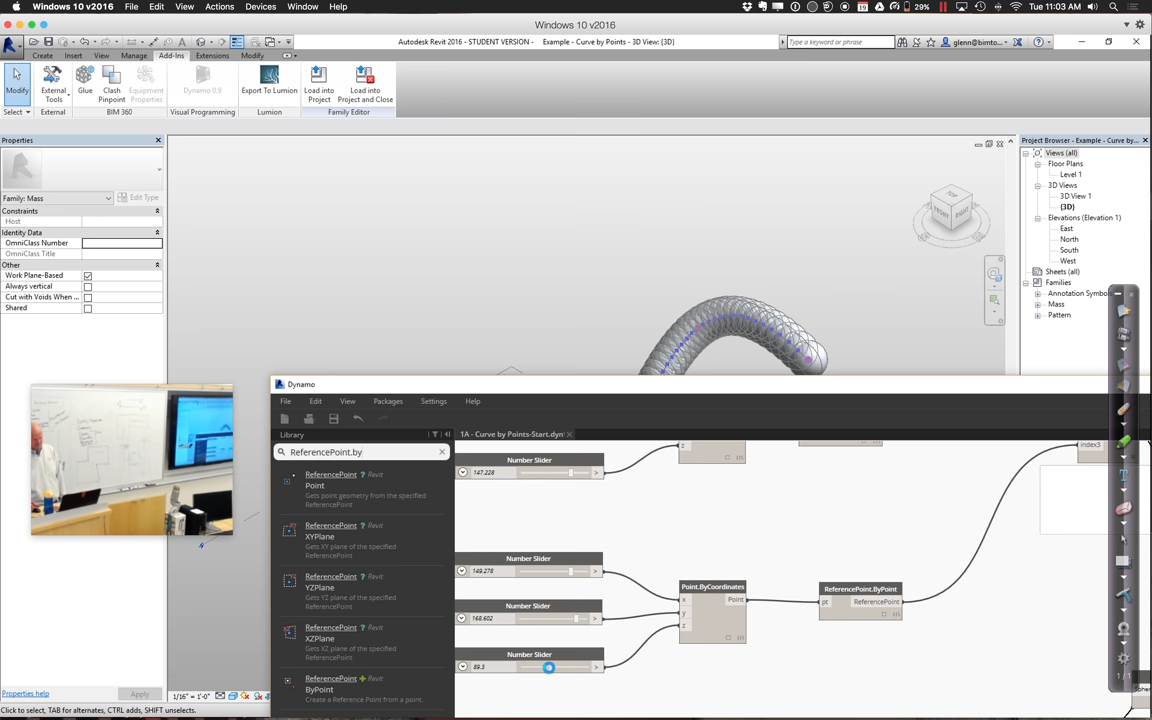 Windows 10 v2016 File Edit View Actions Devices Window Help 29% Tue 11:03 AM
Windows 10 v2016
Autodesk Revit 2016 - STUDENT VERSION - Example - Curve by Points - 3D View: {3D} Type a keyword or phrase glenn@bimto...
Create Insert View Manage Add-Ins Extensions Modify
Modify External Tools Glue Clash Pinpoint Equipment Properties Dynamo 0.9 Export To Lumion Load into Project Load into Project and Close
Select External BIM 360 Visual Programming Lumion Family Editor
Properties
Family: Mass Edit Type
Constraints
Host
Identity Data
OmniClass Number
OmniClass Title
Other
Work Plane-Based
Always vertical
Cut with Voids When ...
Shared
Properties help Apply
TOP
FRONT RIGHT
Project Browser - Example - Curve by...
Views (all)
Floor Plans
Level 1
3D Views
3D View 1
{3D}
Elevations (Elevation 1)
East
North
South
West
Sheets (all)
Families
Annotation Symbo
Mass
Pattern
Dynamo
File Edit View Packages Settings Help
Library
1A - Curve by Points-Start.dyn*
ReferencePoint.by
ReferencePoint ? Revit
Point
Gets point geometry from the specified
ReferencePoint
ReferencePoint ? Revit
XYPlane
Gets XY plane of the specified
ReferencePoint
ReferencePoint ? Revit
YZPlane
Gets YZ plane of the specified
ReferencePoint
ReferencePoint ? Revit
XZPlane
Gets XZ plane of the specified
ReferencePoint
ReferencePoint + Revit
ByPoint
Create a Reference Point from a point.
z
index3
Number Slider
147.228 >
Number Slider
149.278 >
Number Slider
168.602 >
Number Slider
89.3 >
Point.ByCoordinates
x Point
y
z
ReferencePoint.ByPoint
pt ReferencePoint
1 / 1
1/16" = 1'-0"
Click to select, TAB for alternates, CTRL adds, SHIFT unselects.